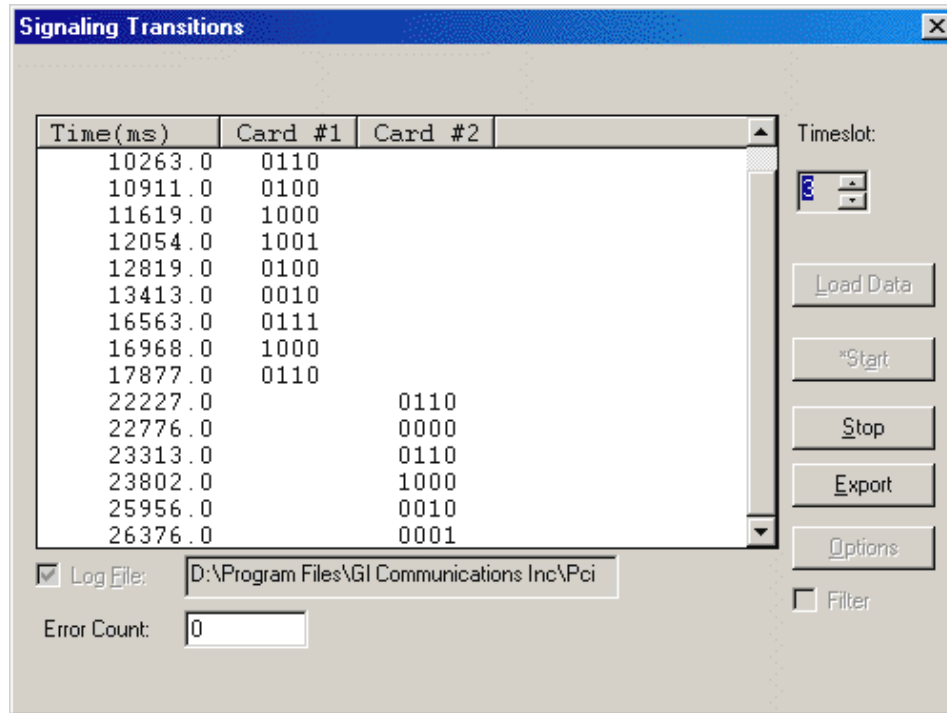 Signaling Transitions
Time(ms) Card #1 Card #2
Timeslot:
10263.0 0110
10911.0 0100
3
11619.0 1000
12054.0 1001
12819.0 0100
Load Data
13413.0 0010
16563.0 0111
16968.0 1000
*Start
17877.0 0110
22227.0 0110
22776.0 0000
Stop
23313.0 0110
23802.0 1000
Export
25956.0 0010
26376.0 0001
Options
Log File: D:\Program Files\GI Communications Inc\Pci
Filter
Error Count: 0